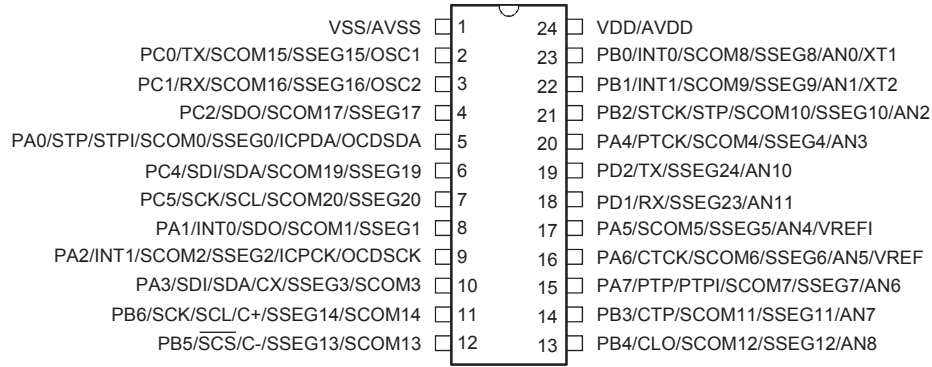 VSS/AVSS 1 24 VDD/AVDD
PC0/TX/SCOM15/SSEG15/OSC1 2 23 PB0/INT0/SCOM8/SSEG8/AN0/XT1
PC1/RX/SCOM16/SSEG16/OSC2 3 22 PB1/INT1/SCOM9/SSEG9/AN1/XT2
PC2/SDO/SCOM17/SSEG17 4 21 PB2/STCK/STP/SCOM10/SSEG10/AN2
PA0/STP/STPI/SCOM0/SSEG0/ICPDA/OCDSDA 5 20 PA4/PTCK/SCOM4/SSEG4/AN3
PC4/SDI/SDA/SCOM19/SSEG19 6 19 PD2/TX/SSEG24/AN10
PC5/SCK/SCL/SCOM20/SSEG20 7 18 PD1/RX/SSEG23/AN11
PA1/INT0/SDO/SCOM1/SSEG1 8 17 PA5/SCOM5/SSEG5/AN4/VREFI
PA2/INT1/SCOM2/SSEG2/ICPCK/OCDSCK 9 16 PA6/CTCK/SCOM6/SSEG6/AN5/VREF
PA3/SDI/SDA/CX/SSEG3/SCOM3 10 15 PA7/PTP/PTPI/SCOM7/SSEG7/AN6
PB6/SCK/SCL/C+/SSEG14/SCOM14 11 14 PB3/CTP/SCOM11/SSEG11/AN7
PB5/SCS/C-/SSEG13/SCOM13 12 13 PB4/CLO/SCOM12/SSEG12/AN8